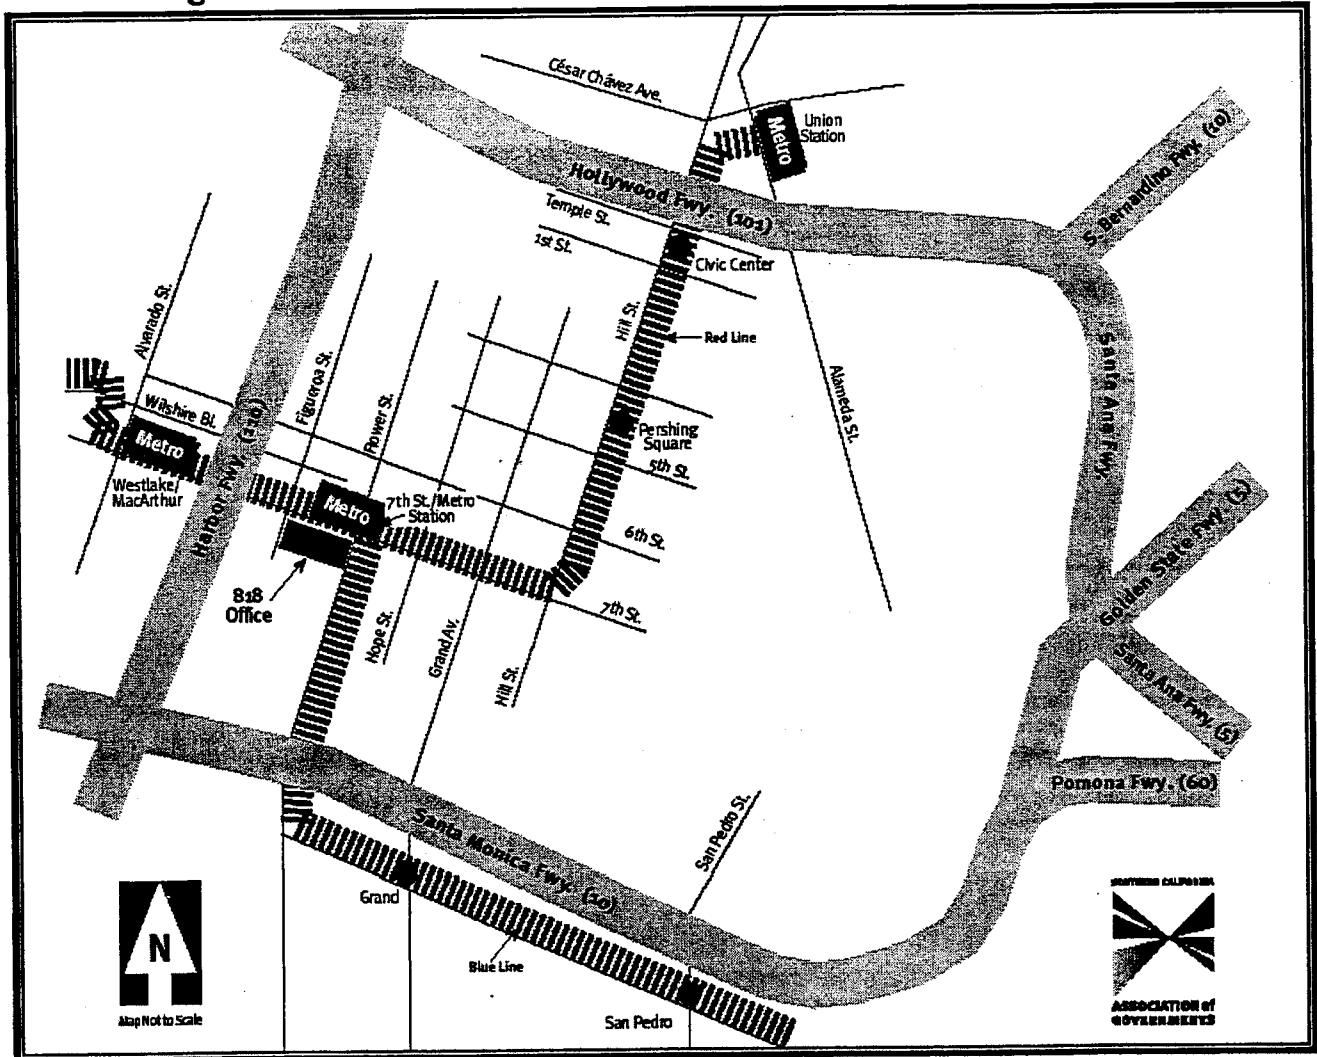 César Chávez Ave.
Metro
Union
Station
S. Bernardino Fwy. (10)
Hollywood Fwy. (101)
Temple St.
1st St.
Civic Center
Hill St.
Red Line
Alvarado St.
Wilshire Bl.
Figueroa St.
Flower St.
Alameda St.
Santa Ana Fwy.
Metro
Westlake/
MacArthur
Harbor Fwy. (110)
Metro
7th St./Metro
Station
Pershing
Square
5th St.
6th St.
7th St.
818
Office
Hope St.
Grand Av.
Hill St.
Golden State Fwy. (5)
Santa Ana Fwy. (5)
Pomona Fwy. (60)
Santa Monica Fwy. (10)
San Pedro St.
Grand
Blue Line
San Pedro
N
Map Not to Scale
SOUTHERN CALIFORNIA
ASSOCIATION of
GOVERNMENTS